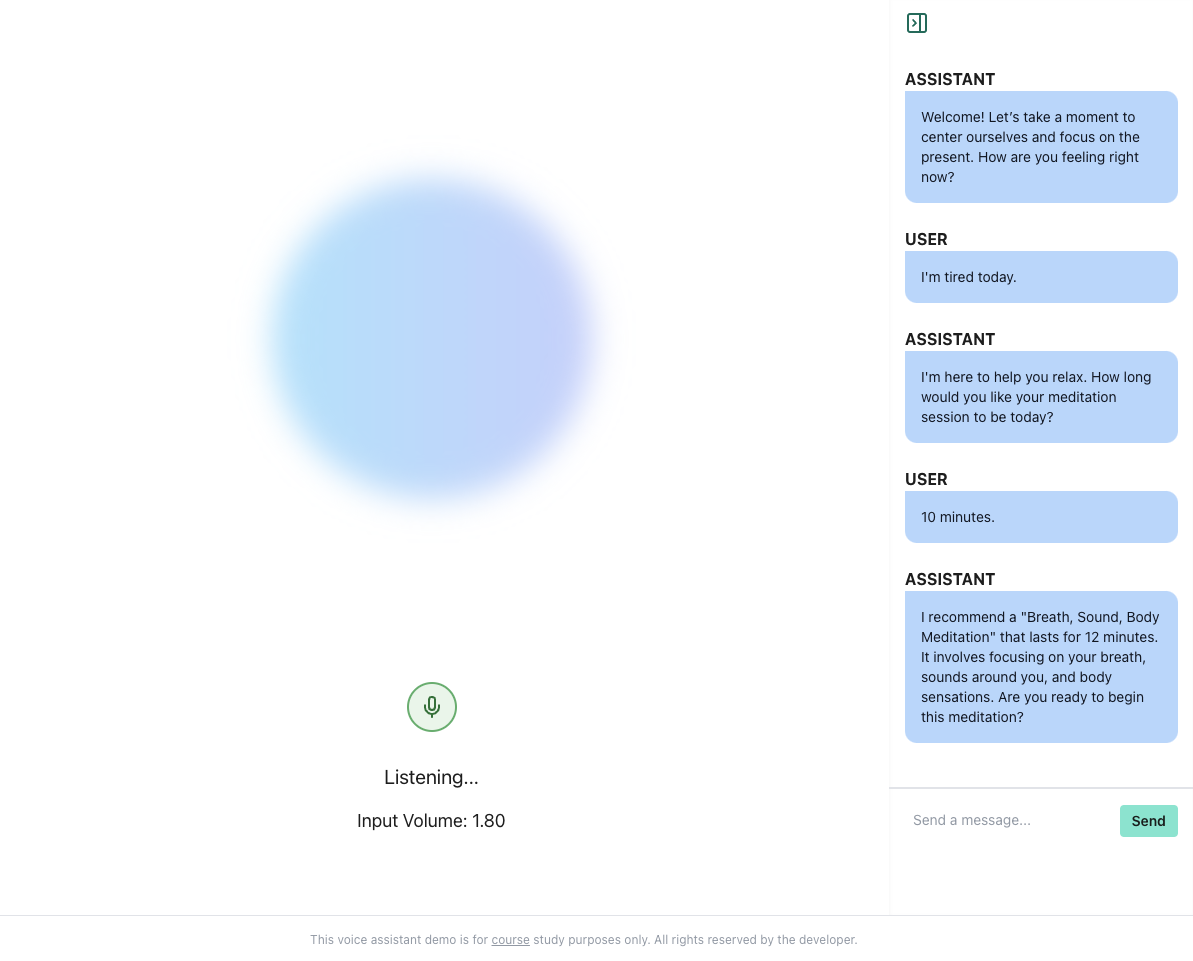 ASSISTANT
Welcome! Let’s take a moment to
center ourselves and focus on the
present. How are you feeling right
now?
USER
I'm tired today.
ASSISTANT
I'm here to help you relax. How long
would you like your meditation
session to be today?
USER
10 minutes.
ASSISTANT
I recommend a "Breath, Sound, Body
Meditation" that lasts for 12 minutes.
It involves focusing on your breath,
sounds around you, and body
sensations. Are you ready to begin
this meditation?
Listening...
Input Volume: 1.80
Send a message...
Send
This voice assistant demo is for course study purposes only. All rights reserved by the developer.